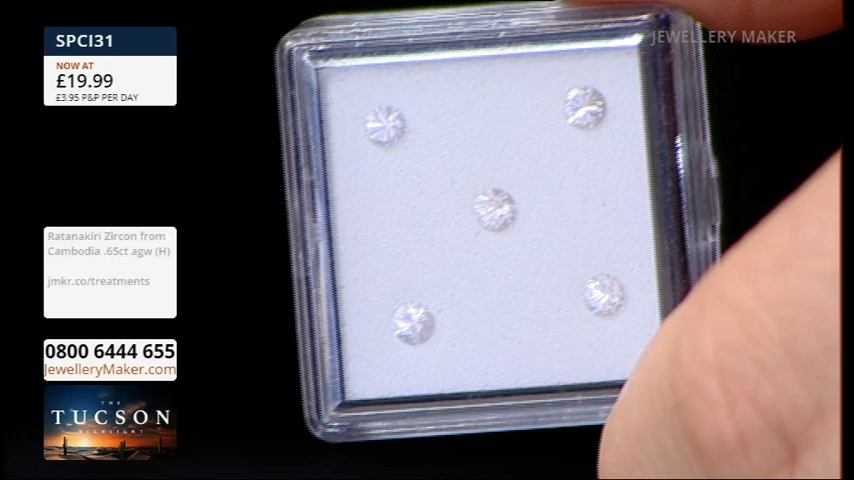 SPCI31
NOW AT
£19.99
£3.95 P&P PER DAY
JEWELLERY MAKER
Ratanakiri Zircon from
Cambodia .65ct agw (H)
jmkr.co/treatments
0800 6444 655
JewelleryMaker.com
THE
TUCSON
HIGHLIGHT